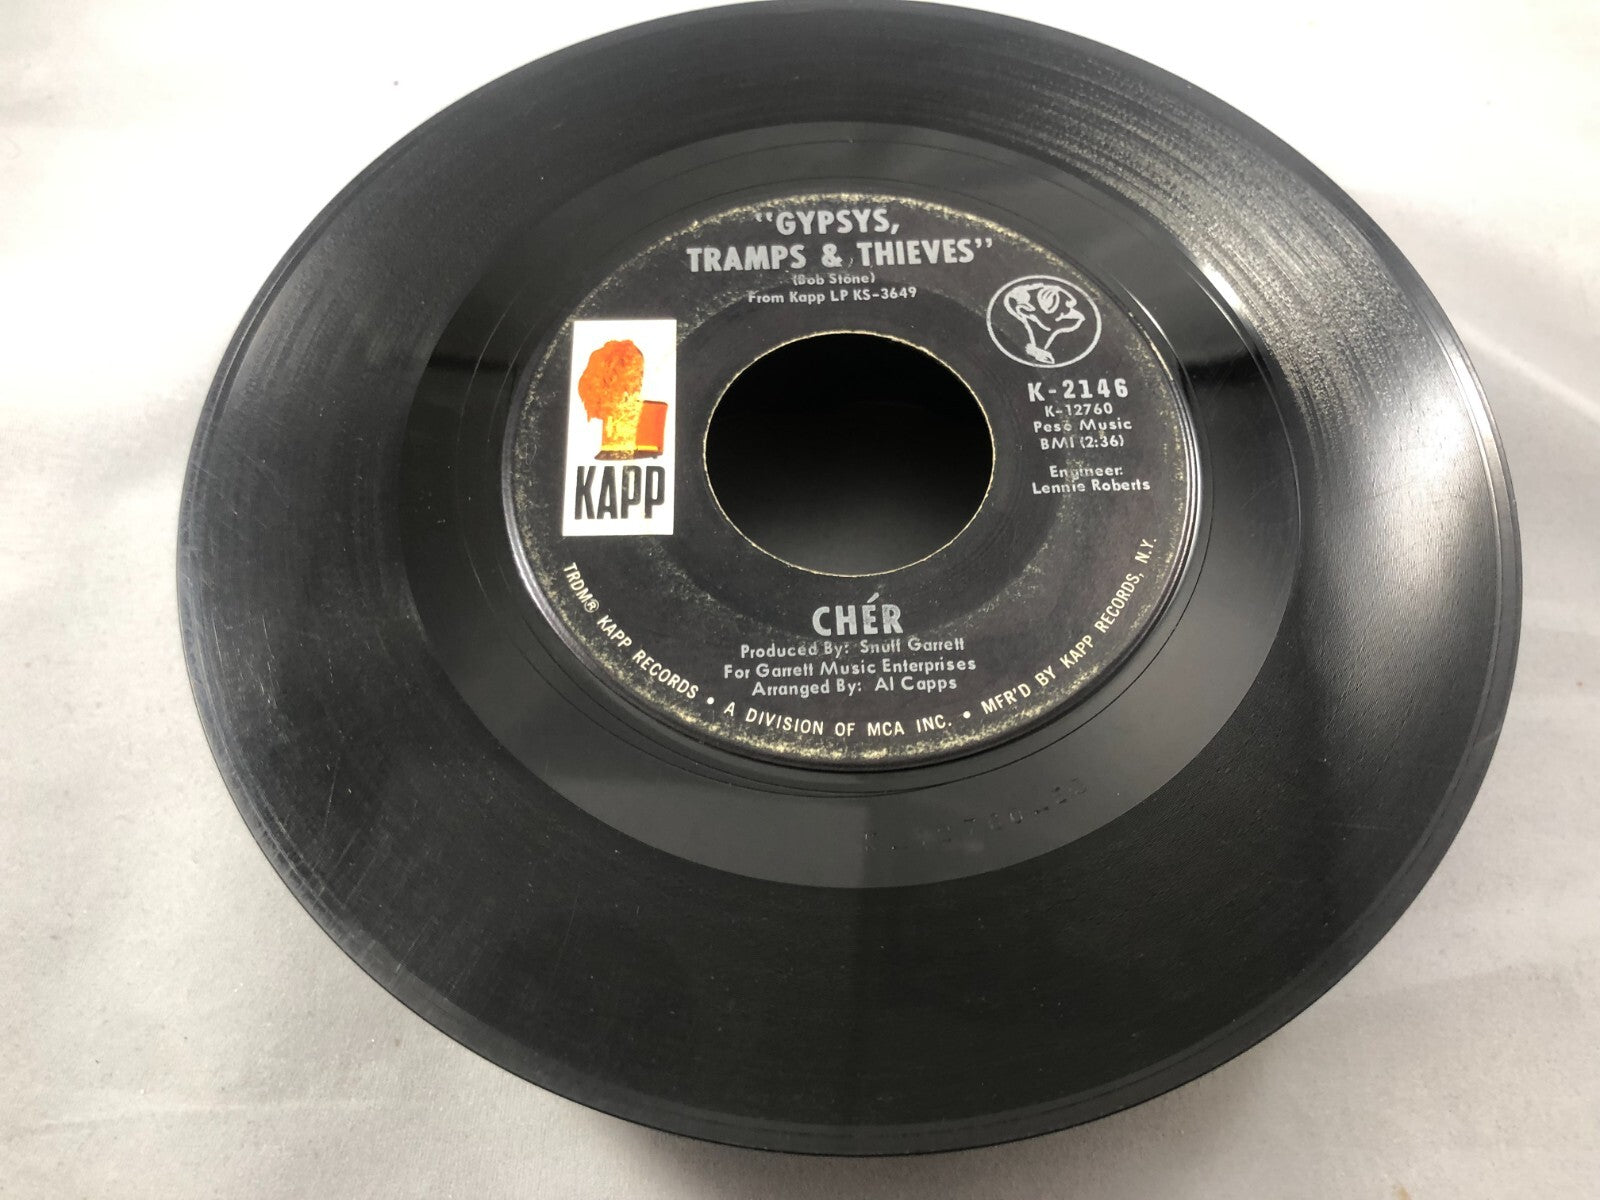 "GYPSYS,
TRAMPS & THIEVES"
(Bob Stone)
From Kapp LP KS-3649
KAPP
K-2146
K-12760
Peso Music
BMI (2:36)
Engineer:
Lennie Roberts
CHÉR
Produced By: Snuff Garrett
For Garrett Music Enterprises
Arranged By: Al Capps
TRDM® KAPP RECORDS • A DIVISION OF MCA INC. • MFR'D BY KAPP RECORDS, N.Y.